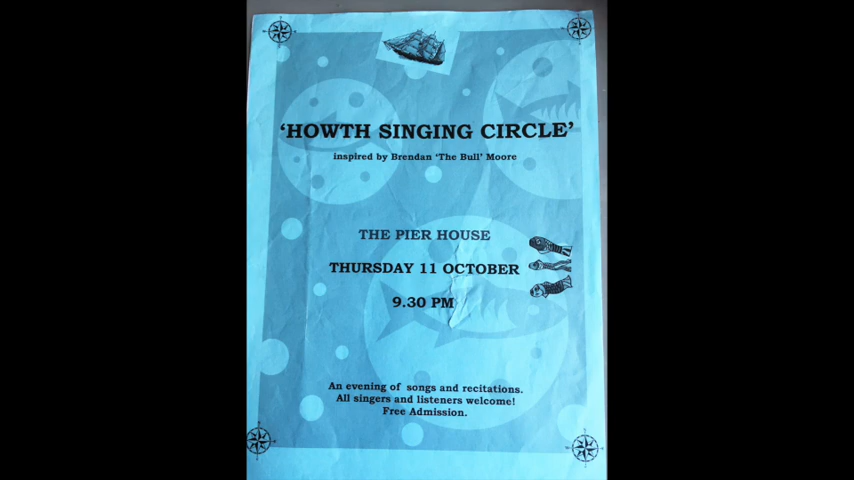 'HOWTH SINGING CIRCLE'
inspired by Brendan 'The Bull' Moore
THE PIER HOUSE
THURSDAY 11 OCTOBER
9.30 PM
An evening of songs and recitations.
All singers and listeners welcome!
Free Admission.